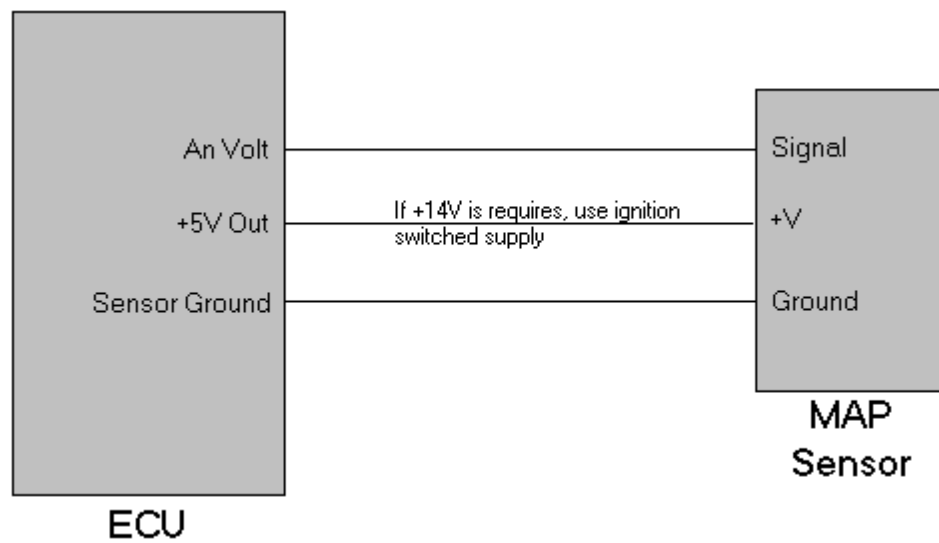 An Volt
Signal
+5V Out
If +14V is requires, use ignition
switched supply
+V
Sensor Ground
Ground
MAP
Sensor
ECU